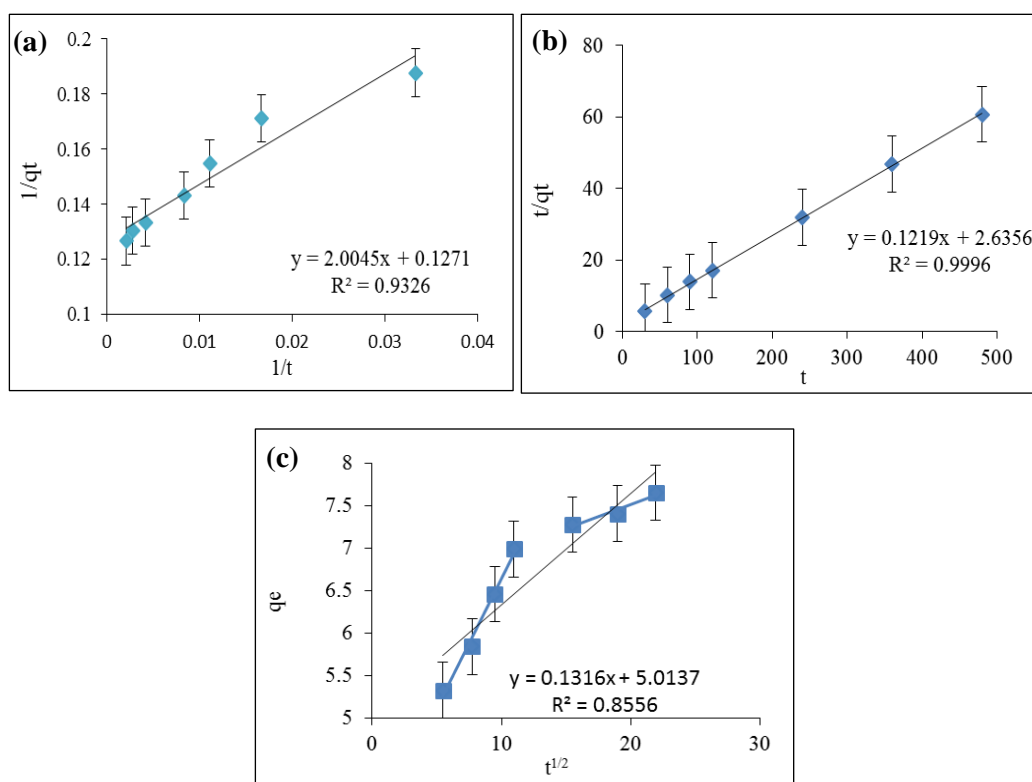 (a)
0.2
0.18
0.16
0.14
0.12
0.1
1/qt
0
0.01
0.02
0.03
0.04
1/t
y = 2.0045x + 0.1271
R² = 0.9326
(b)
80
60
40
20
0
t/qt
0
100
200
300
400
500
t
y = 0.1219x + 2.6356
R² = 0.9996
(c)
8
7.5
7
6.5
6
5.5
5
qe
0
10
20
30
t1/2
y = 0.1316x + 5.0137
R² = 0.8556